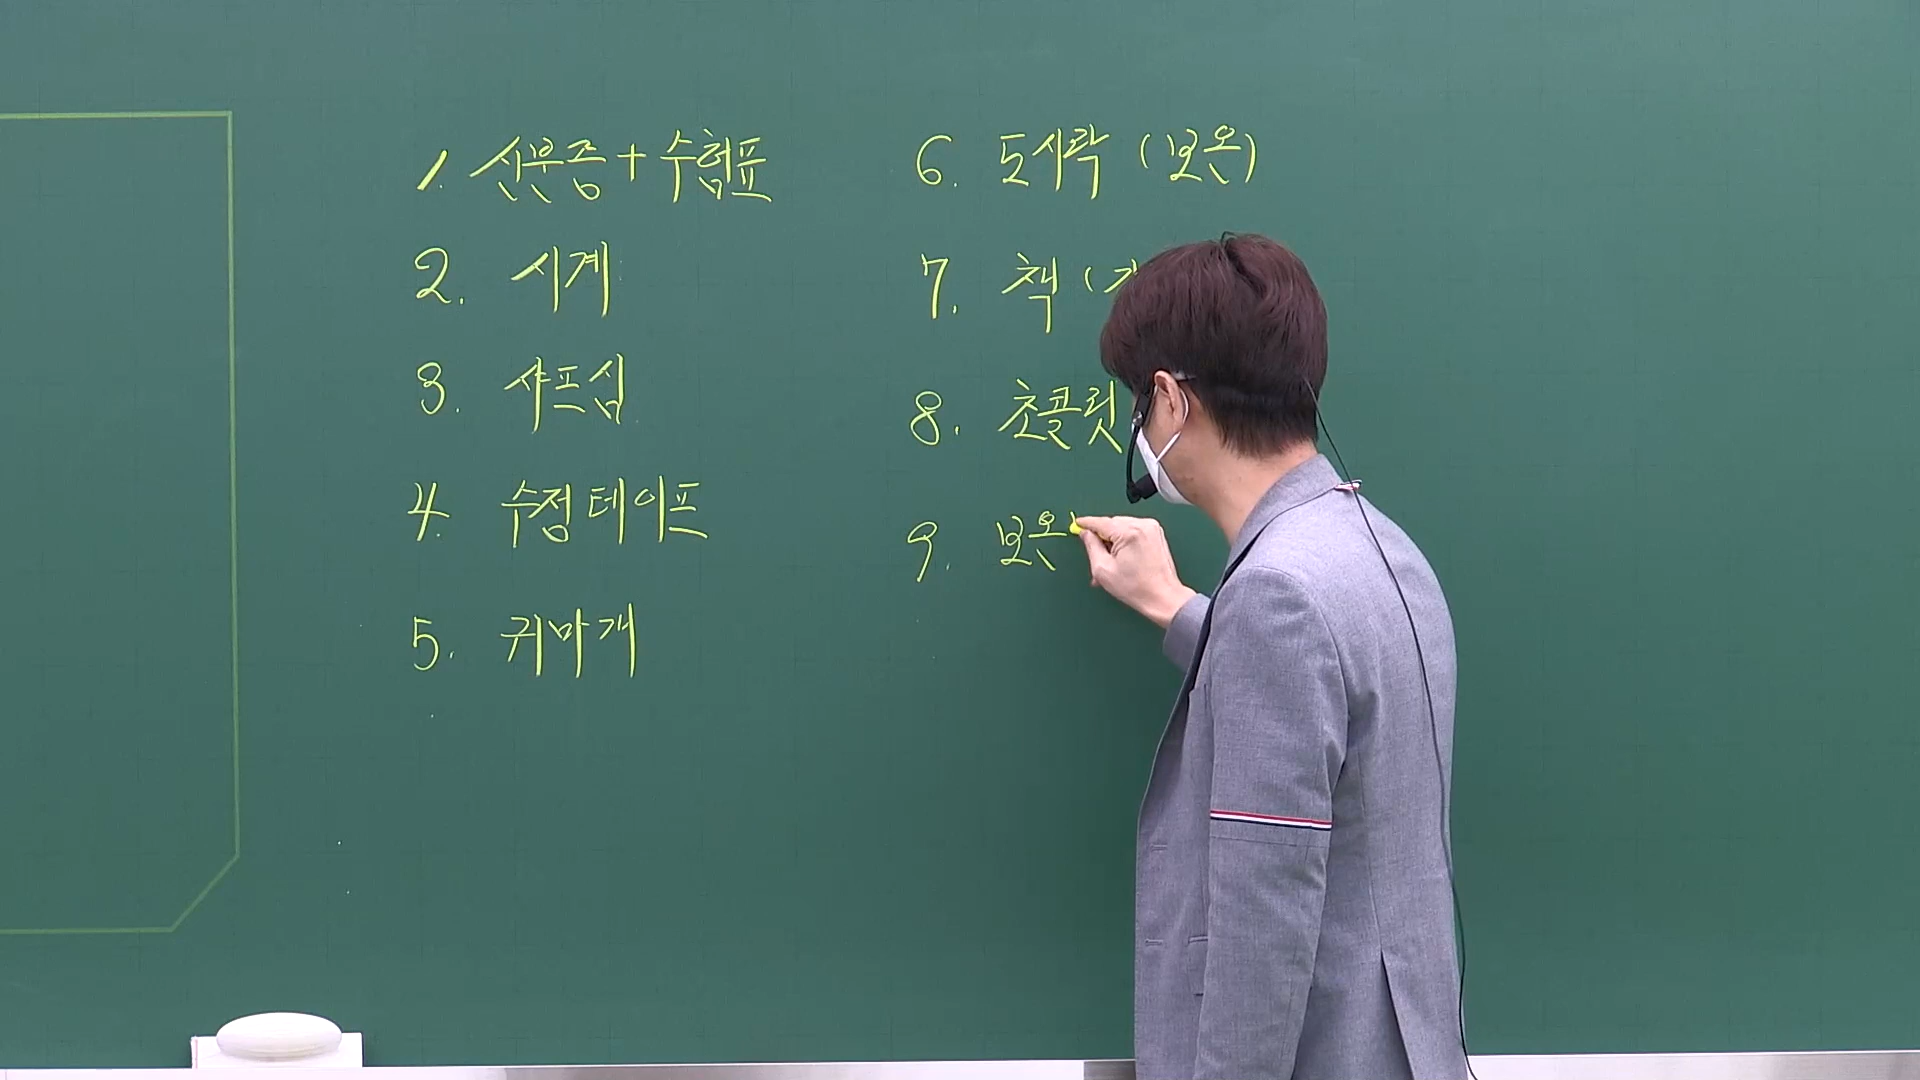 1. 신분증 + 수험표
2. 시계
3. 샤프심
4. 수정테이프
5. 귀마개
6. 도시락 (보온)
7. 책 (
8. 초콜릿
9. 보온